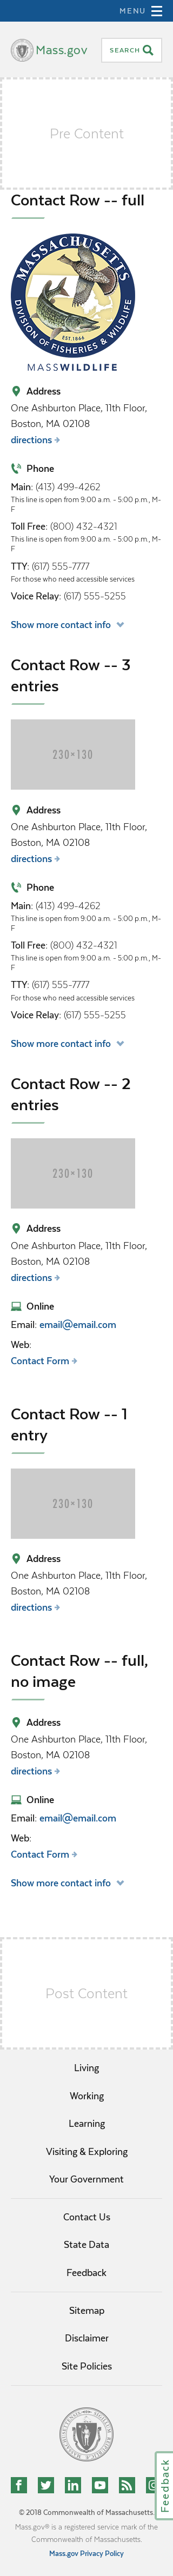 MENU
Mass.gov
SEARCH
Pre Content
Contact Row -- full
MASSACHUSETTS
DIVISION OF FISHERIES & WILDLIFE
EST. 1866
MASSWILDLIFE
Address
One Ashburton Place, 11th Floor,
Boston, MA 02108
directions
Phone
Main: (413) 499-4262
This line is open from 9:00 a.m. - 5:00 p.m., M-
F
Toll Free: (800) 432-4321
This line is open from 9:00 a.m. - 5:00 p.m., M-
F
TTY: (617) 555-7777
For those who need accessible services
Voice Relay: (617) 555-5255
Show more contact info
Contact Row -- 3
entries
230×130
Address
One Ashburton Place, 11th Floor,
Boston, MA 02108
directions
Phone
Main: (413) 499-4262
This line is open from 9:00 a.m. - 5:00 p.m., M-
F
Toll Free: (800) 432-4321
This line is open from 9:00 a.m. - 5:00 p.m., M-
F
TTY: (617) 555-7777
For those who need accessible services
Voice Relay: (617) 555-5255
Show more contact info
Contact Row -- 2
entries
230×130
Address
One Ashburton Place, 11th Floor,
Boston, MA 02108
directions
Online
Email: email@email.com
Web:
Contact Form
Contact Row -- 1
entry
230×130
Address
One Ashburton Place, 11th Floor,
Boston, MA 02108
directions
Contact Row -- full,
no image
Address
One Ashburton Place, 11th Floor,
Boston, MA 02108
directions
Online
Email: email@email.com
Web:
Contact Form
Show more contact info
Post Content
Living
Working
Learning
Visiting & Exploring
Your Government
Contact Us
State Data
Feedback
Sitemap
Disclaimer
Site Policies
Feedback
© 2018 Commonwealth of Massachusetts.
Mass.gov® is a registered service mark of the
Commonwealth of Massachusetts.
Mass.gov Privacy Policy